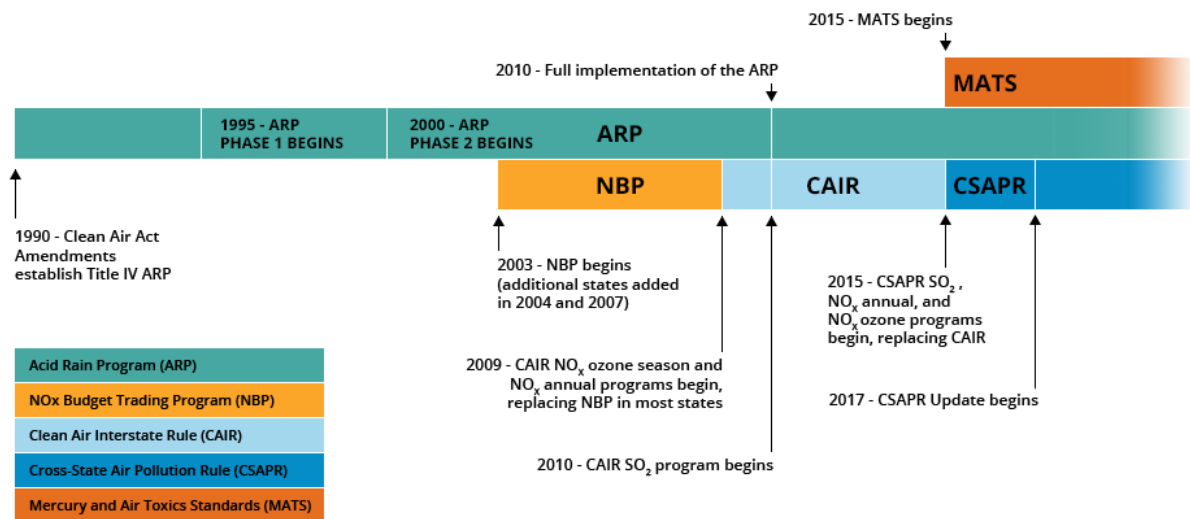 2015 - MATS begins
2010 - Full implementation of the ARP
MATS
1995 - ARP
PHASE 1 BEGINS
2000 - ARP
PHASE 2 BEGINS
ARP
NBP
CAIR
CSAPR
1990 - Clean Air Act
Amendments
establish Title IV ARP
2003 - NBP begins
(additional states added
in 2004 and 2007)
2015 - CSAPR SO₂ ,
NOₓ annual, and
NOₓ ozone programs
begin, replacing CAIR
2009 - CAIR NOₓ ozone season and
NOₓ annual programs begin,
replacing NBP in most states
2017 - CSAPR Update begins
2010 - CAIR SO₂ program begins
Acid Rain Program (ARP)
NOx Budget Trading Program (NBP)
Clean Air Interstate Rule (CAIR)
Cross-State Air Pollution Rule (CSAPR)
Mercury and Air Toxics Standards (MATS)